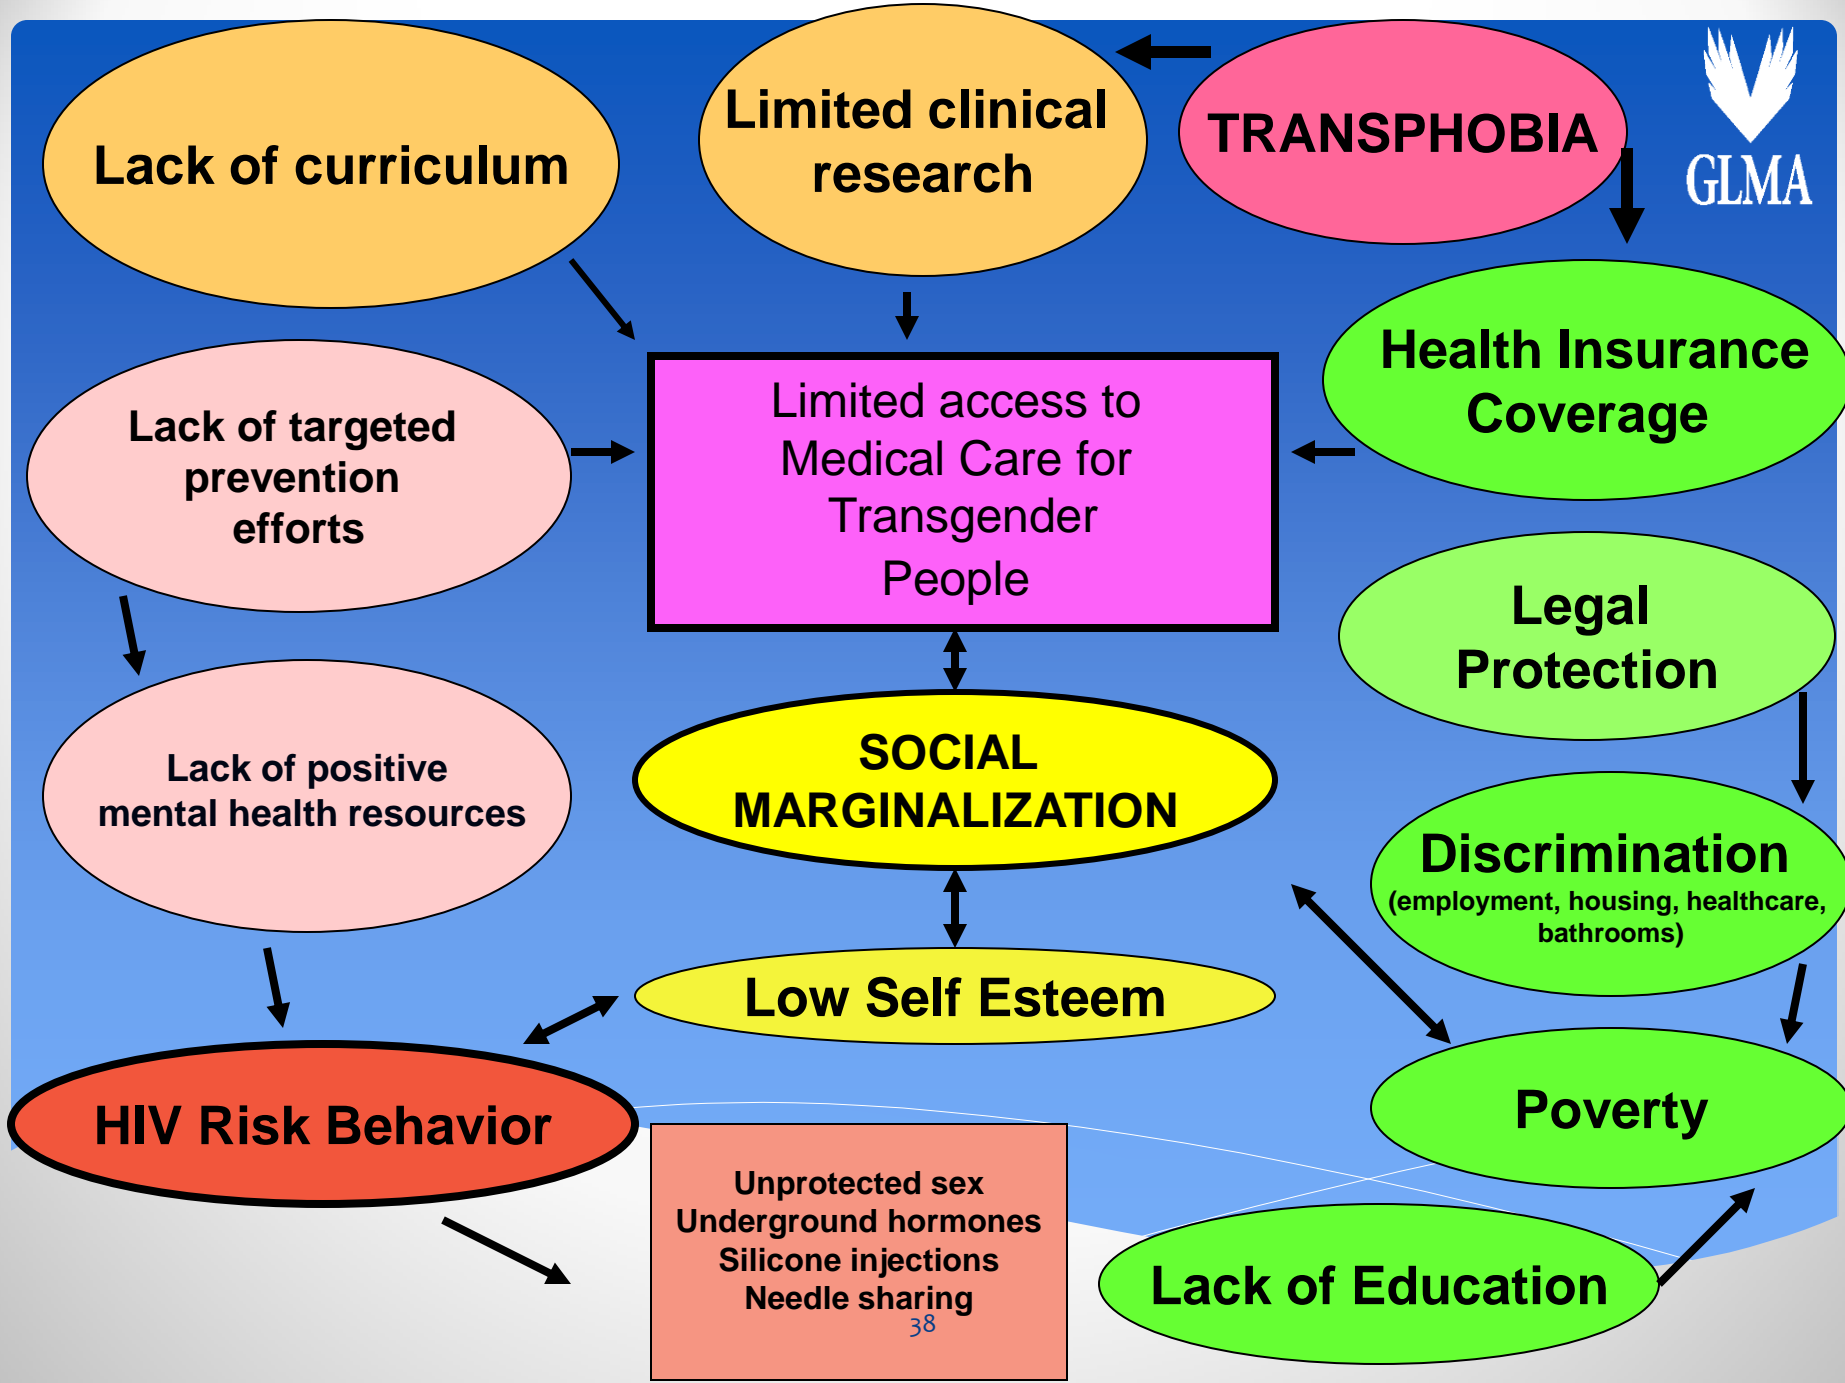 Lack of curriculum
Limited clinical
research
TRANSPHOBIA
GLMA
Lack of targeted
prevention
efforts
Limited access to
Medical Care for
Transgender
People
Health Insurance
Coverage
Legal
Protection
Lack of positive
mental health resources
SOCIAL
MARGINALIZATION
Discrimination
(employment, housing, healthcare,
bathrooms)
Low Self Esteem
HIV Risk Behavior
Poverty
Unprotected sex
Underground hormones
Silicone injections
Needle sharing
38
Lack of Education